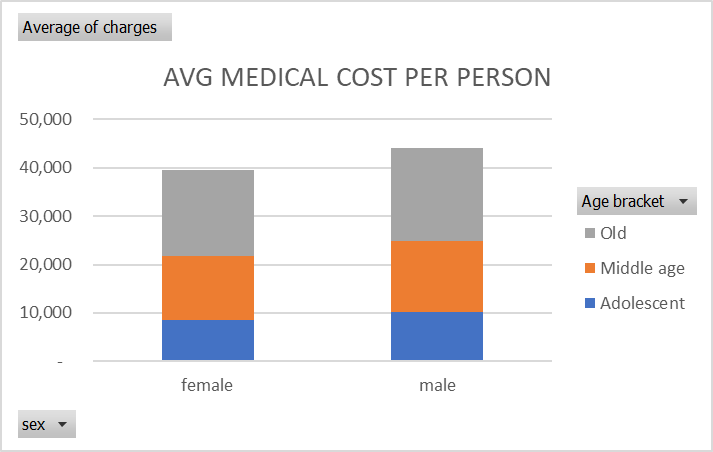 Average of charges
AVG MEDICAL COST PER PERSON
50,000
40,000
30,000
20,000
10,000
-
female
male
Age bracket
Old
Middle age
Adolescent
sex